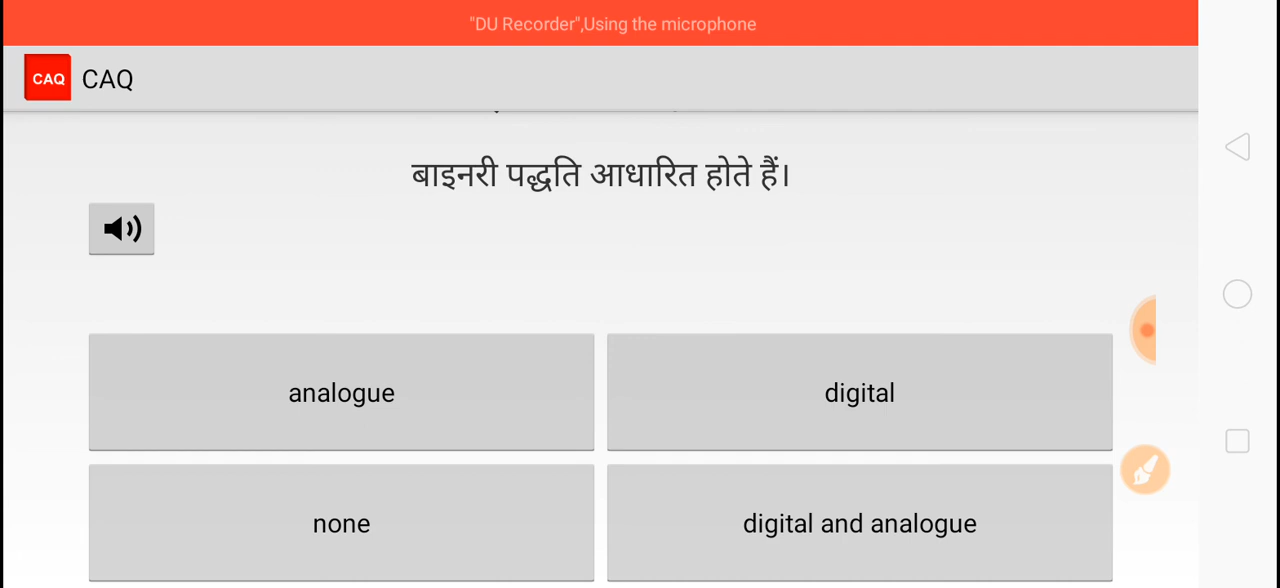 "DU Recorder",Using the microphone
CAQ CAQ
बाइनरी पद्धति आधारित होते हैं।
analogue
digital
none
digital and analogue